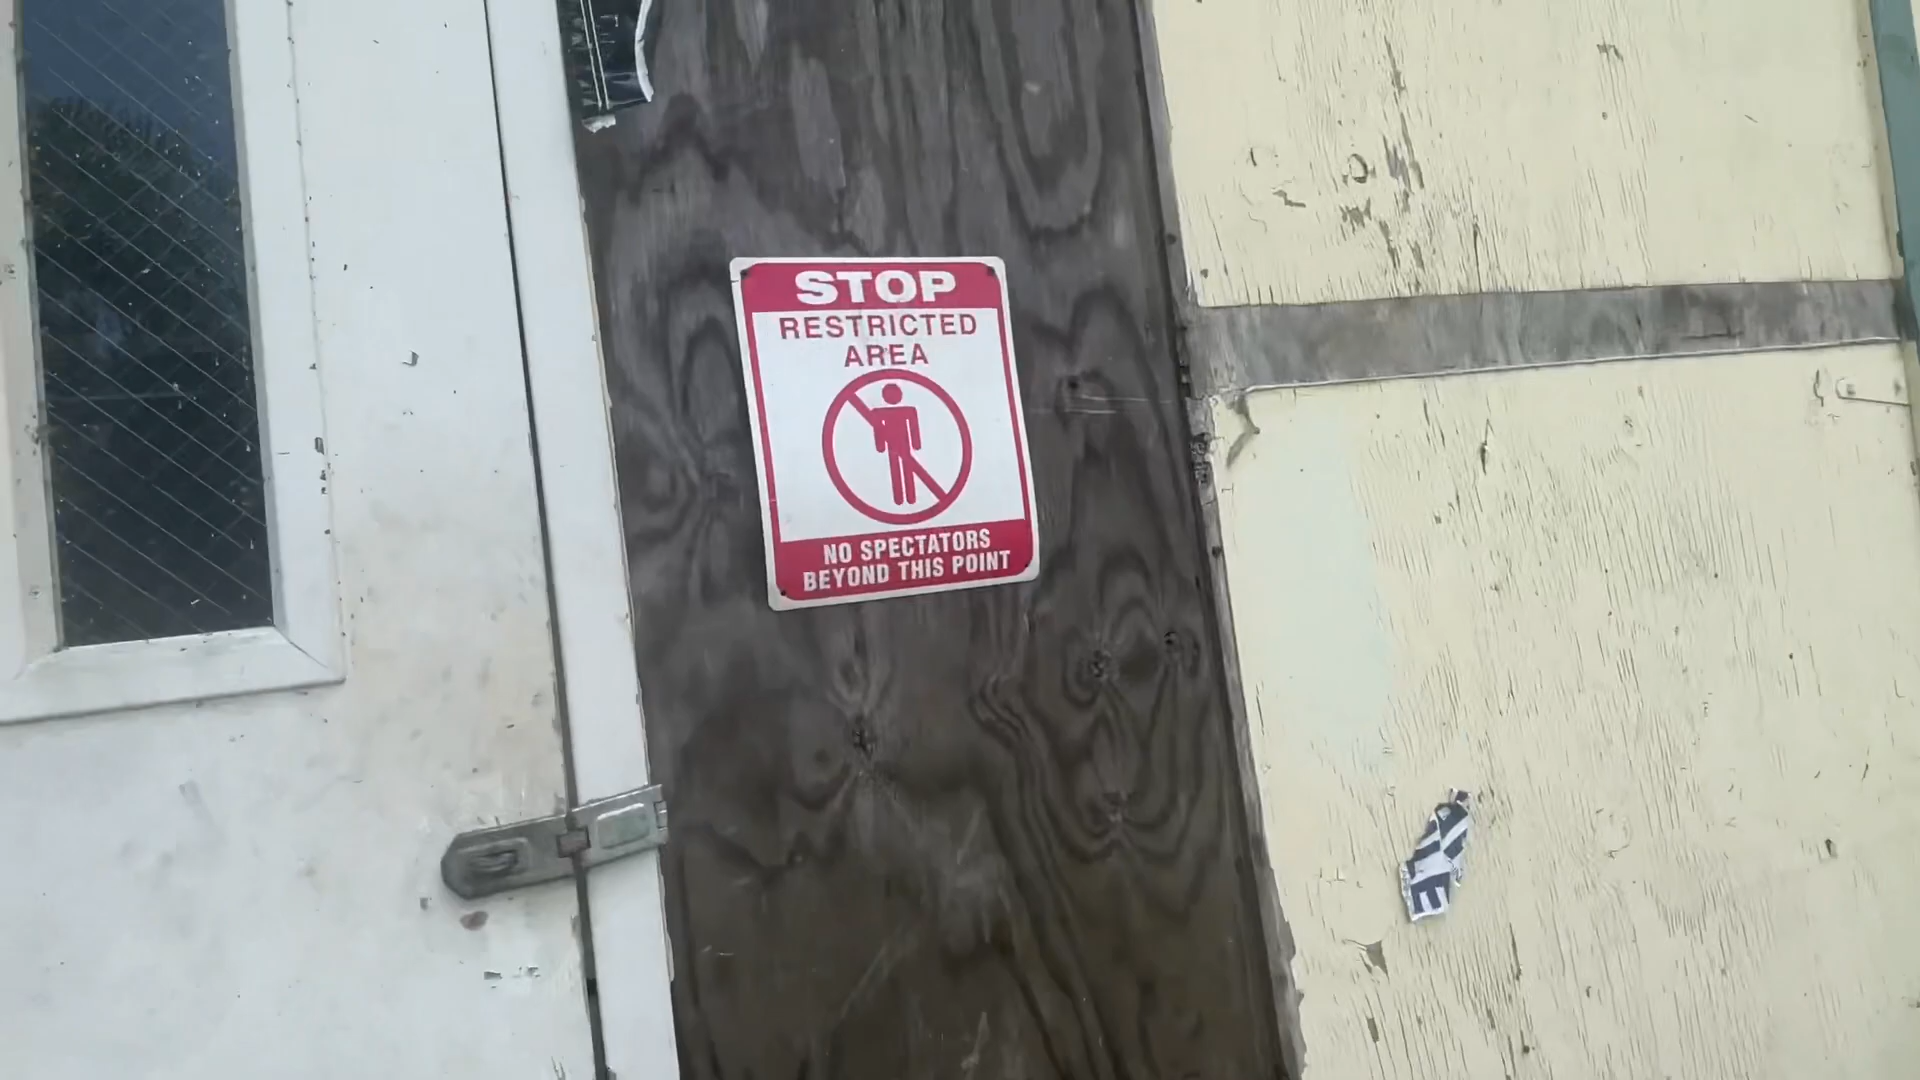 STOP
RESTRICTED
AREA
NO SPECTATORS
BEYOND THIS POINT